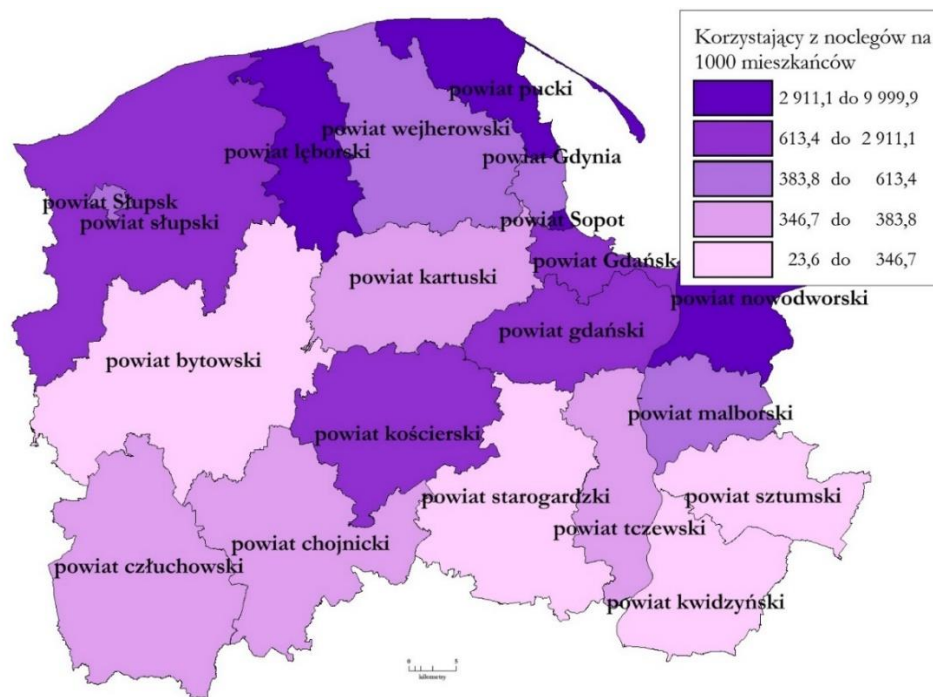 Korzystający z noclegów na
1000 mieszkańców
2 911,1 do 9 999,9
613,4 do 2 911,1
383,8 do 613,4
346,7 do 383,8
23,6 do 346,7
powiat pucki
powiat wejherowski
powiat lęborski
powiat Gdynia
powiat Słupsk
powiat słupski
powiat Sopot
powiat Gdańsk
powiat kartuski
powiat nowodworski
powiat gdański
powiat bytowski
powiat malborski
powiat kościerski
powiat starogardzki
powiat sztumski
powiat tczewski
powiat chojnicki
powiat człuchowski
powiat kwidzyński
0 5
kilometry